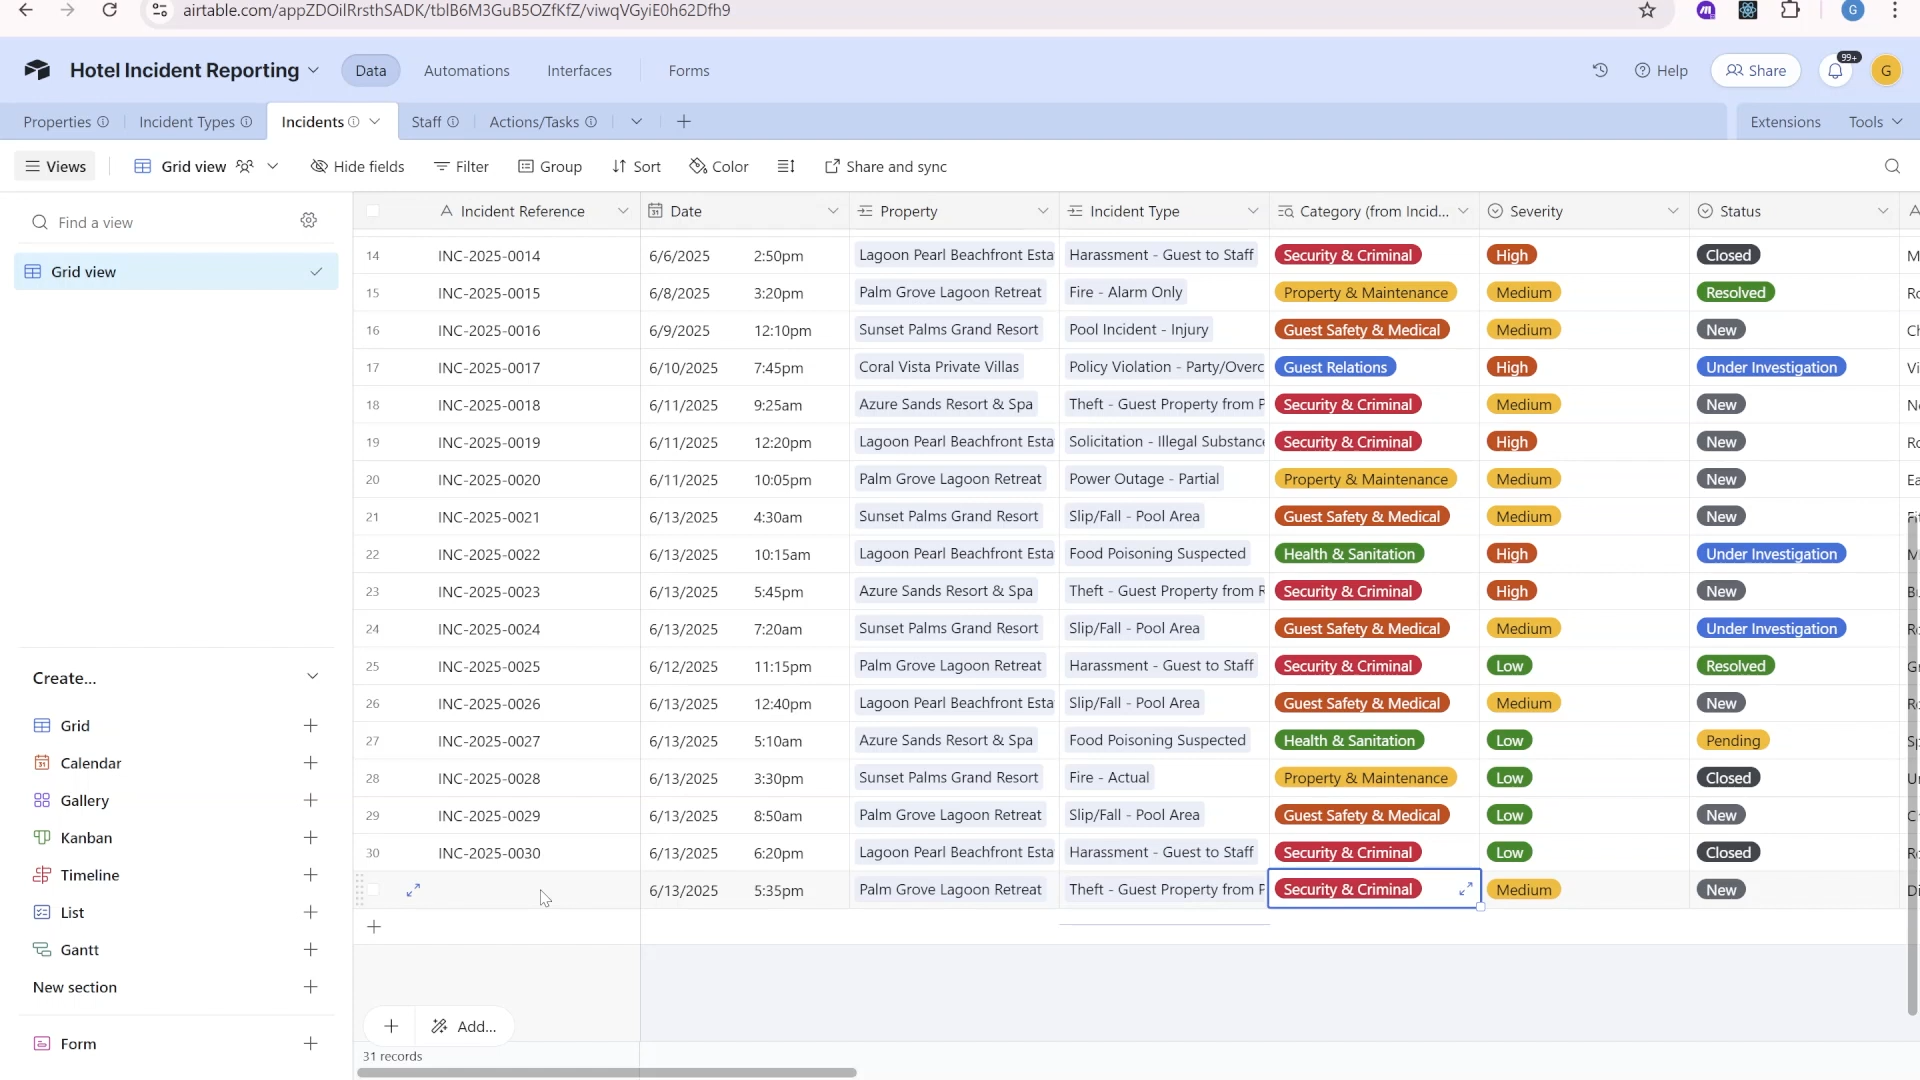 airtable.com/appZDOilRrsthSADK/tblB6M3GuB5OZfKfZ/viwqVGyiE0h62Dfh9
G
Hotel Incident Reporting
Data
Automations
Interfaces
Forms
Help
Share
99+
G
Properties
Incident Types
Incidents
Staff
Actions/Tasks
Extensions
Tools
Views
Grid view
Hide fields
Filter
Group
Sort
Color
Share and sync
Find a view
Grid view
Incident Reference Date Property Incident Type Category (from Incid... Severity Status
14 INC-2025-0014 6/6/2025 2:50pm Lagoon Pearl Beachfront Esta Harassment - Guest to Staff Security & Criminal High Closed
15 INC-2025-0015 6/8/2025 3:20pm Palm Grove Lagoon Retreat Fire - Alarm Only Property & Maintenance Medium Resolved
16 INC-2025-0016 6/9/2025 12:10pm Sunset Palms Grand Resort Pool Incident - Injury Guest Safety & Medical Medium New
17 INC-2025-0017 6/10/2025 7:45pm Coral Vista Private Villas Policy Violation - Party/Overc Guest Relations High Under Investigation
18 INC-2025-0018 6/11/2025 9:25am Azure Sands Resort & Spa Theft - Guest Property from P Security & Criminal Medium New
19 INC-2025-0019 6/11/2025 12:20pm Lagoon Pearl Beachfront Esta Solicitation - Illegal Substance Security & Criminal High New
20 INC-2025-0020 6/11/2025 10:05pm Palm Grove Lagoon Retreat Power Outage - Partial Property & Maintenance Medium New
21 INC-2025-0021 6/13/2025 4:30am Sunset Palms Grand Resort Slip/Fall - Pool Area Guest Safety & Medical Medium New
22 INC-2025-0022 6/13/2025 10:15am Lagoon Pearl Beachfront Esta Food Poisoning Suspected Health & Sanitation High Under Investigation
23 INC-2025-0023 6/13/2025 5:45pm Azure Sands Resort & Spa Theft - Guest Property from R Security & Criminal High New
24 INC-2025-0024 6/13/2025 7:20am Sunset Palms Grand Resort Slip/Fall - Pool Area Guest Safety & Medical Medium Under Investigation
25 INC-2025-0025 6/12/2025 11:15pm Palm Grove Lagoon Retreat Harassment - Guest to Staff Security & Criminal Low Resolved
26 INC-2025-0026 6/13/2025 12:40pm Lagoon Pearl Beachfront Esta Slip/Fall - Pool Area Guest Safety & Medical Medium New
27 INC-2025-0027 6/13/2025 5:10am Azure Sands Resort & Spa Food Poisoning Suspected Health & Sanitation Low Pending
28 INC-2025-0028 6/13/2025 3:30pm Sunset Palms Grand Resort Fire - Actual Property & Maintenance Low Closed
29 INC-2025-0029 6/13/2025 8:50am Palm Grove Lagoon Retreat Slip/Fall - Pool Area Guest Safety & Medical Low New
30 INC-2025-0030 6/13/2025 6:20pm Lagoon Pearl Beachfront Esta Harassment - Guest to Staff Security & Criminal Low Closed
6/13/2025 5:35pm Palm Grove Lagoon Retreat Theft - Guest Property from P Security & Criminal Medium New
Create...
Grid
Calendar
Gallery
Kanban
Timeline
List
Gantt
New section
Form
Add...
31 records